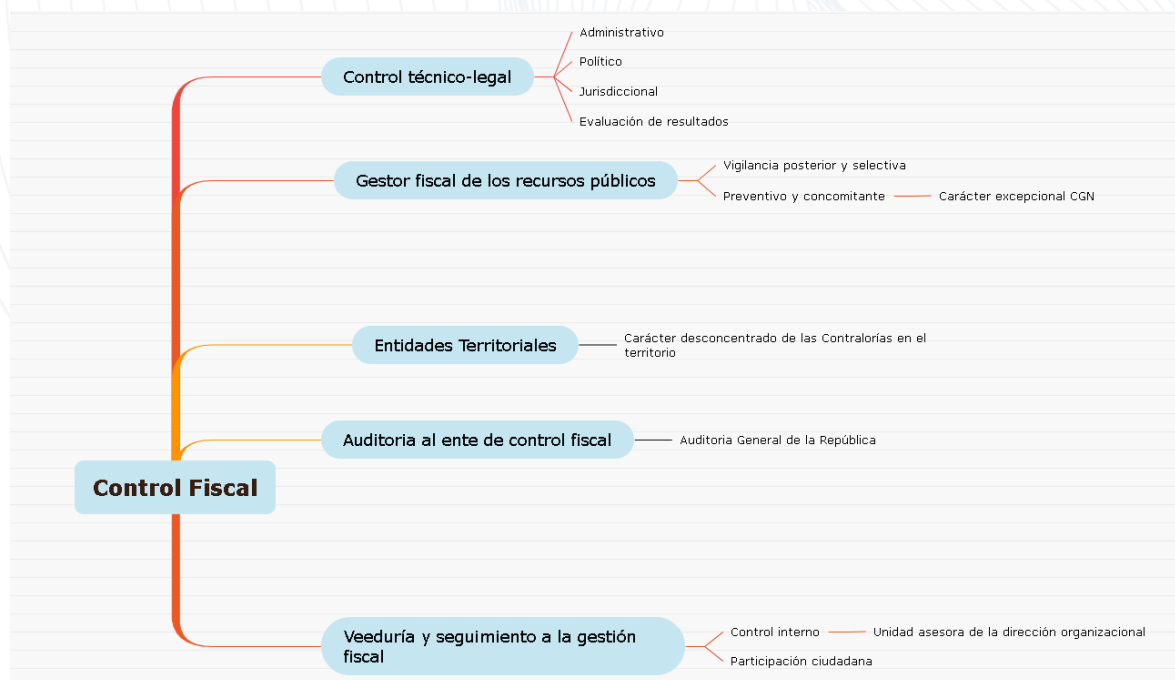 Administrativo
Control técnico-legal
Político
Jurisdiccional
Evaluación de resultados
Gestor fiscal de los recursos públicos
Vigilancia posterior y selectiva
Preventivo y concomitante
Carácter excepcional CGN
Entidades Territoriales
Carácter desconcentrado de las Contralorías en el
territorio
Auditoria al ente de control fiscal
Auditoria General de la República
Control Fiscal
Veeduría y seguimiento a la gestión
fiscal
Control interno
Unidad asesora de la dirección organizacional
Participación ciudadana